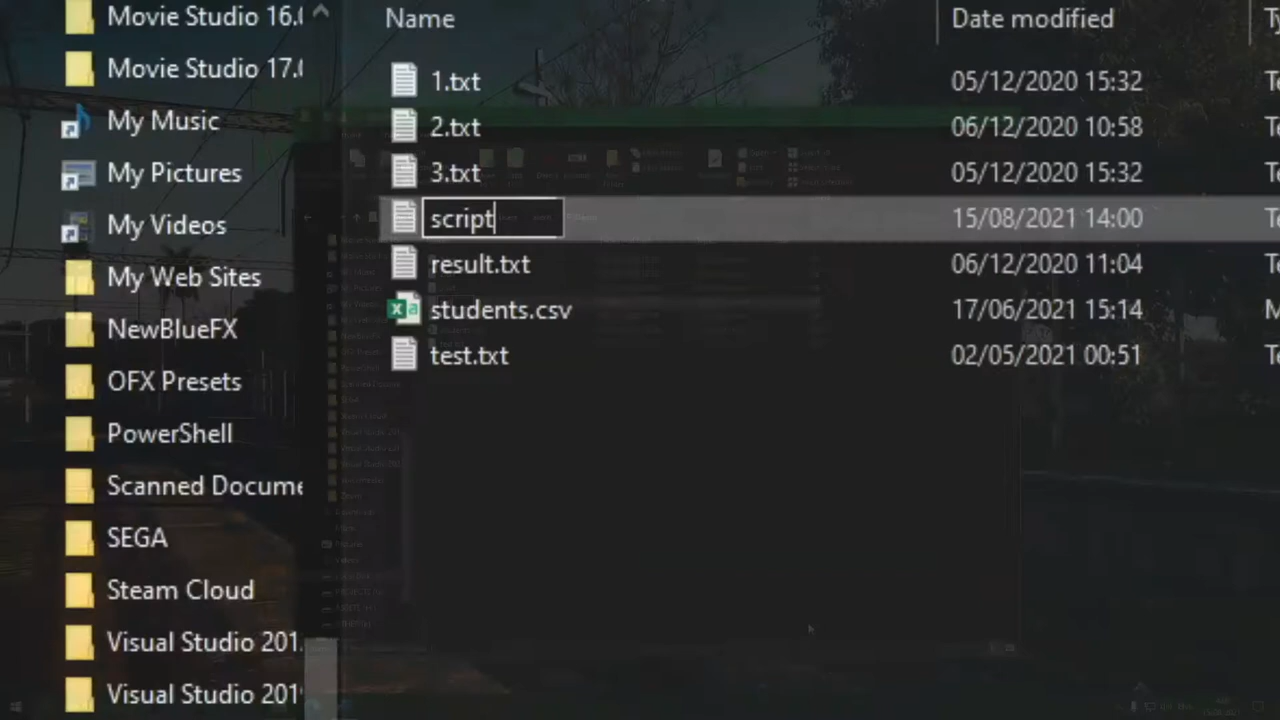 Movie Studio 16.
Movie Studio 17.
My Music
My Pictures
My Videos
My Web Sites
NewBlueFX
OFX Presets
PowerShell
Scanned Docume
SEGA
Steam Cloud
Visual Studio 201
Visual Studio 201
Name
Date modified
1.txt
05/12/2020 15:32
2.txt
06/12/2020 10:58
3.txt
05/12/2020 15:32
script
15/08/2021 14:00
result.txt
06/12/2020 11:04
students.csv
17/06/2021 15:14
test.txt
02/05/2021 00:51